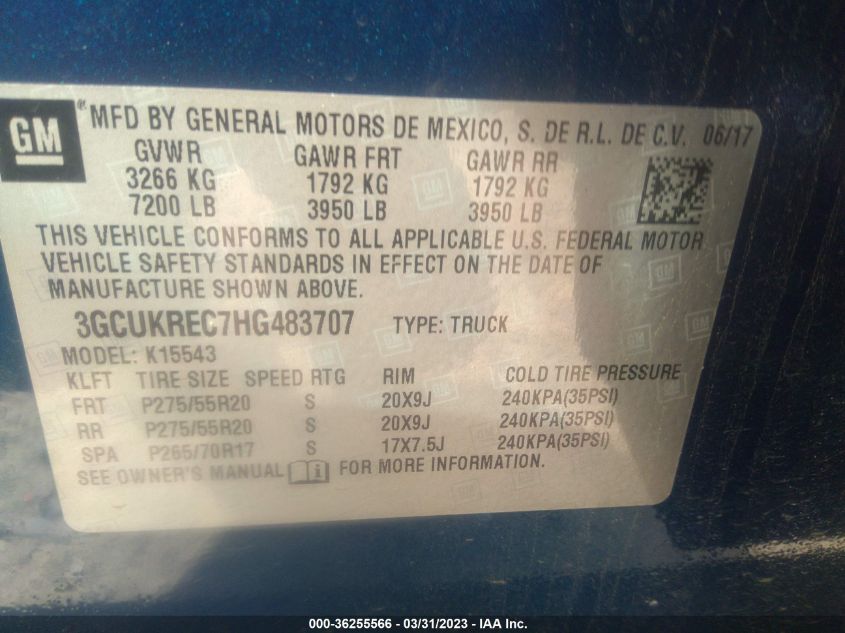 GM
® MFD BY GENERAL MOTORS DE MEXICO, S. DE R.L. DE C.V. 06/17
GVWR GAWR FRT GAWR RR
3266 KG 1792 KG 1792 KG
7200 LB 3950 LB 3950 LB
THIS VEHICLE CONFORMS TO ALL APPLICABLE U.S. FEDERAL MOTOR
VEHICLE SAFETY STANDARDS IN EFFECT ON THE DATE OF
MANUFACTURE SHOWN ABOVE.
3GCUKREC7HG483707 TYPE: TRUCK
MODEL: K15543
KLFT TIRE SIZE SPEED RTG RIM COLD TIRE PRESSURE
FRT P275/55R20 S 20X9J 240KPA(35PSI)
RR P275/55R20 S 20X9J 240KPA(35PSI)
SPA P265/70R17 S 17X7.5J 240KPA(35PSI)
SEE OWNER'S MANUAL i FOR MORE INFORMATION.
000-36255566 - 03/31/2023 - IAA Inc.